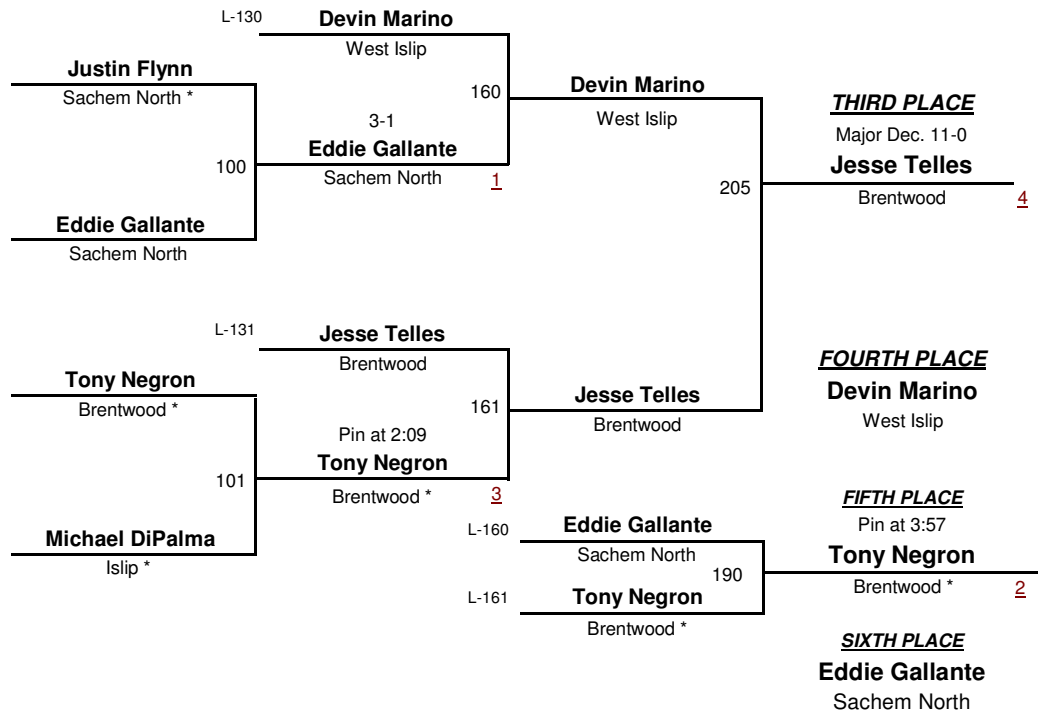 L-130
Devin Marino
West Islip
Justin Flynn
Sachem North *
160
Devin Marino
West Islip
THIRD PLACE
3-1
Major Dec. 11-0
Eddie Gallante
Jesse Telles
100
Sachem North
1
205
Brentwood
4
Eddie Gallante
Sachem North
L-131
Jesse Telles
Brentwood
FOURTH PLACE
Tony Negron
Brentwood *
161
Jesse Telles
Brentwood
Devin Marino
West Islip
Pin at 2:09
Tony Negron
101
Brentwood *
3
FIFTH PLACE
Michael DiPalma
Islip *
L-160
Eddie Gallante
Sachem North
Pin at 3:57
Tony Negron
190
Brentwood *
2
L-161
Tony Negron
Brentwood *
SIXTH PLACE
Eddie Gallante
Sachem North